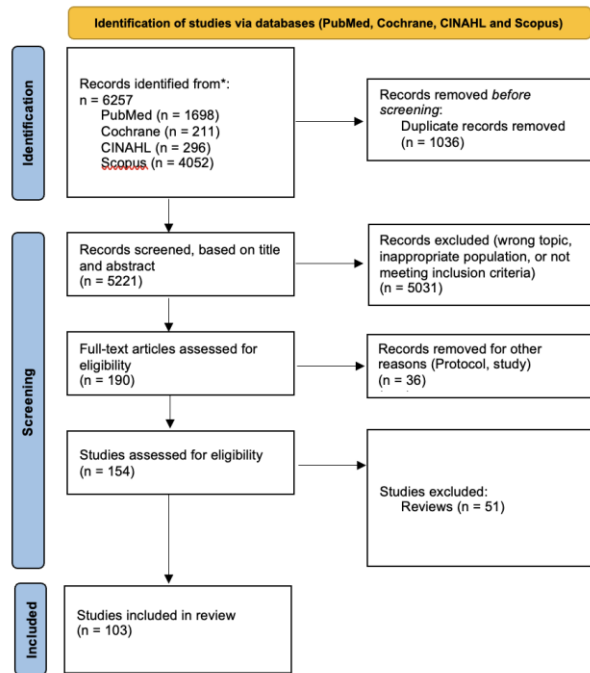 Identification of studies via databases (PubMed, Cochrane, CINAHL and Scopus)
Identification
Records identified from*:
n = 6257
PubMed (n = 1698)
Cochrane (n = 211)
CINAHL (n = 296)
Scopus (n = 4052)
Records removed before
screening:
Duplicate records removed
(n = 1036)
Screening
Records screened, based on title
and abstract
(n = 5221)
Records excluded (wrong topic,
inappropriate population, or not
meeting inclusion criteria)
(n = 5031)
Full-text articles assessed for
eligibility
(n = 190)
Records removed for other
reasons (Protocol, study)
(n = 36)
Studies assessed for eligibility
(n = 154)
Studies excluded:
Reviews (n = 51)
Included
Studies included in review
(n = 103)